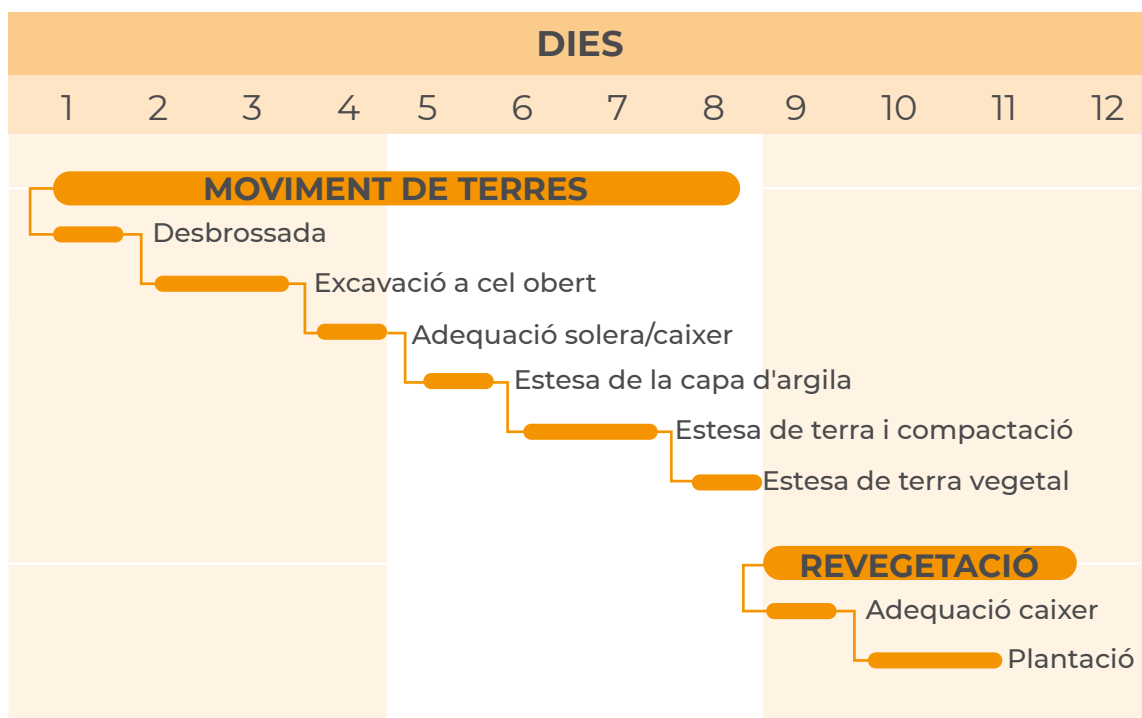 DIES
1 2 3 4 5 6 7 8 9 10 11 12
MOVIMENT DE TERRES
Desbrossada
Excavació a cel obert
Adequació solera/caixer
Estesa de la capa d'argila
Estesa de terra i compactació
Estesa de terra vegetal
REVEGETACIÓ
Adequació caixer
Plantació